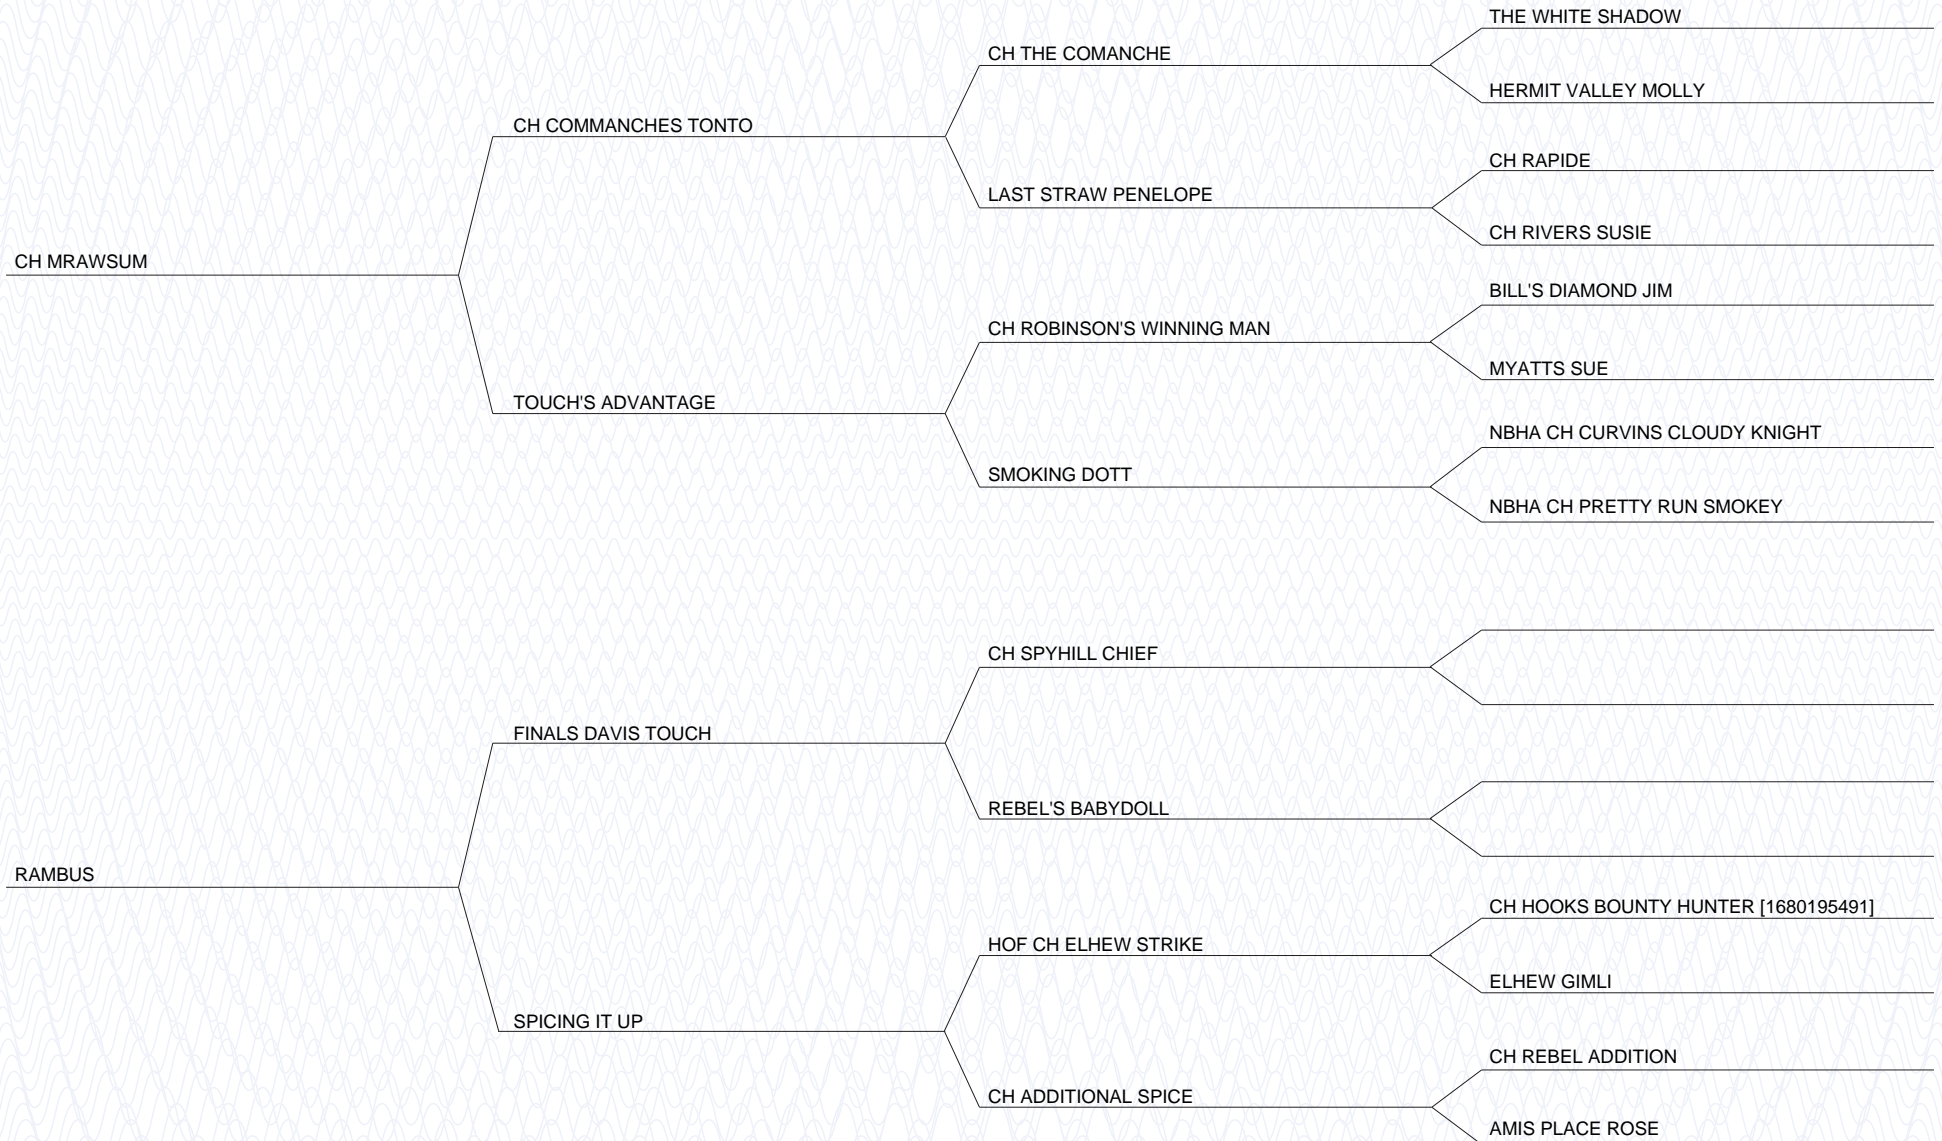 THE WHITE SHADOW
CH THE COMANCHE
HERMIT VALLEY MOLLY
CH COMMANCHES TONTO
CH RAPIDE
LAST STRAW PENELOPE
CH RIVERS SUSIE
CH MRAWSUM
BILL'S DIAMOND JIM
CH ROBINSON'S WINNING MAN
MYATTS SUE
TOUCH'S ADVANTAGE
NBHA CH CURVINS CLOUDY KNIGHT
SMOKING DOTT
NBHA CH PRETTY RUN SMOKEY
CH SPYHILL CHIEF
FINALS DAVIS TOUCH
REBEL'S BABYDOLL
RAMBUS
CH HOOKS BOUNTY HUNTER [1680195491]
HOF CH ELHEW STRIKE
ELHEW GIMLI
SPICING IT UP
CH REBEL ADDITION
CH ADDITIONAL SPICE
AMIS PLACE ROSE